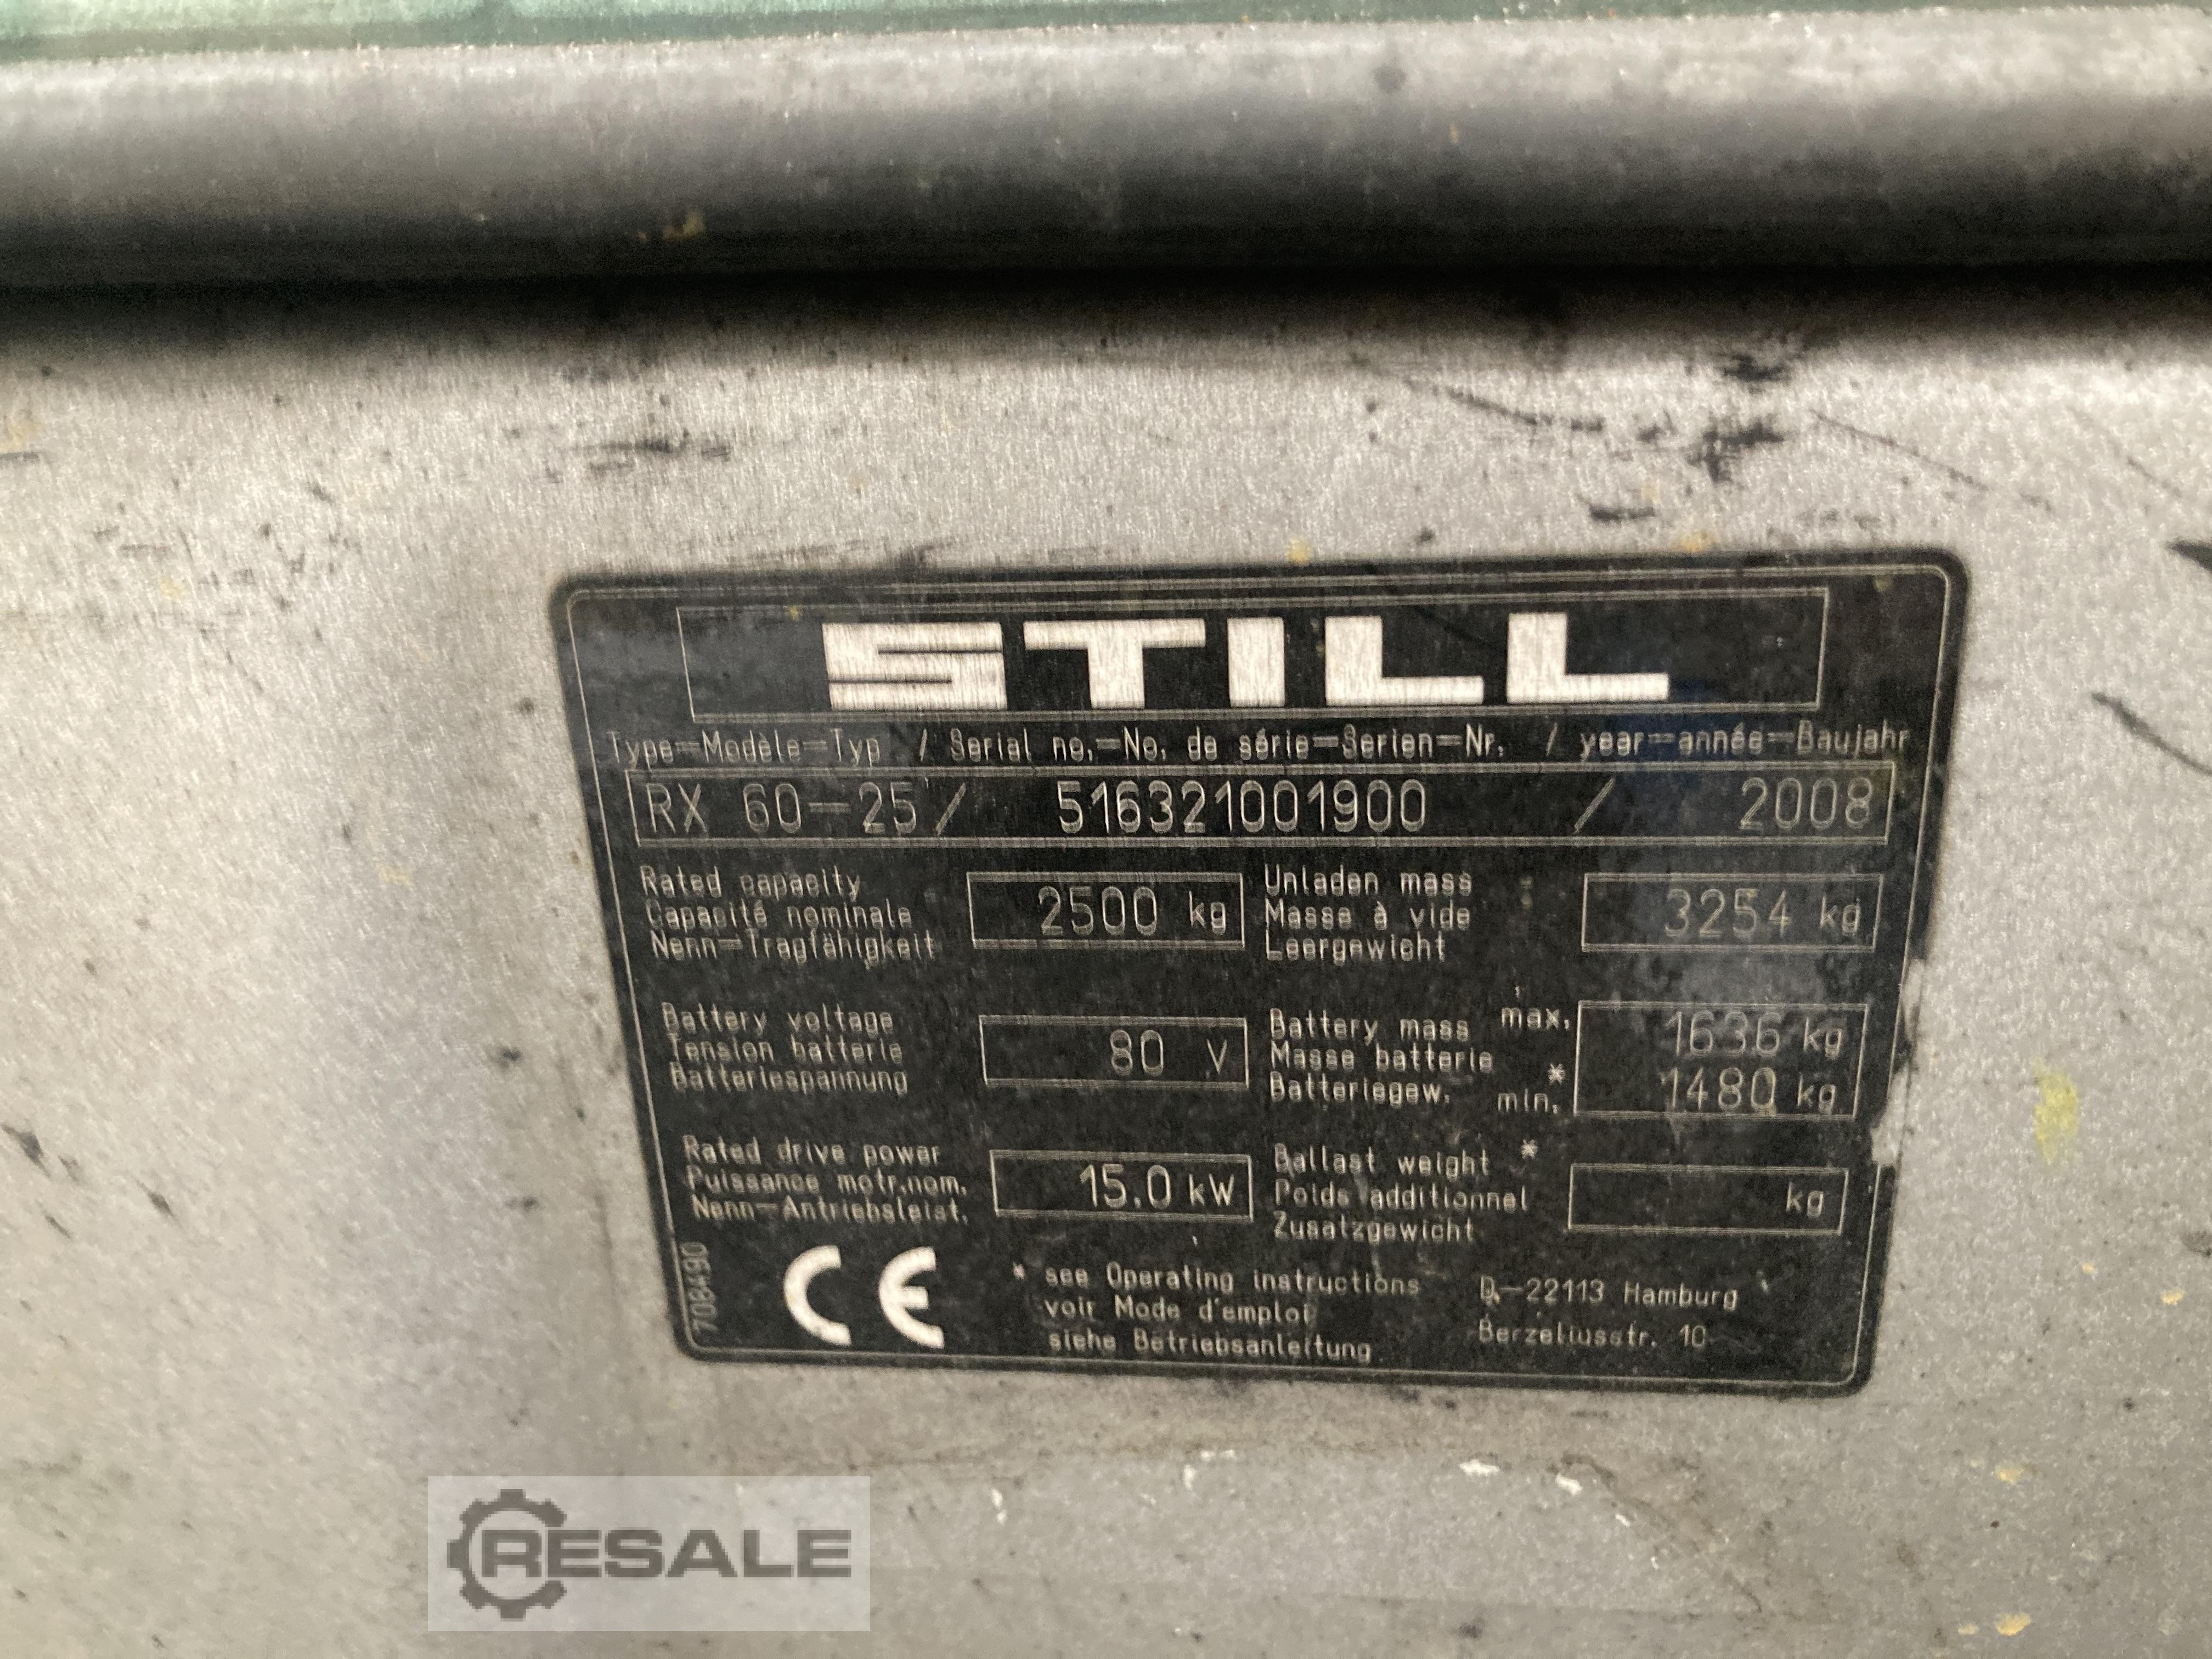 STILL
Type-Modèle-Typ / Serial no.-No. de série-Serien-Nr. / year-année-Baujahr
RX 60-25 / 516321001900 / 2008
Rated capacity
Capacité nominale
Nenn-Tragfähigkeit
2500 kg
Unladen mass
Masse à vide
Leergewicht
3254 kg
Battery voltage
Tension batterie
Batteriespannung
80 V
Battery mass max.
Masse batterie *
Batteriegew. min.
1636 kg
1480 kg
Rated drive power
Puissance motr.nom.
Nenn-Antriebsleist.
15.0 kW
Ballast weight *
Poids additionnel
Zusatzgewicht
kg
708490
CE
* see Operating instructions
voir Mode d'emploi
siehe Betriebsanleitung
D-22113 Hamburg
Berzeliusstr. 10
RESALE